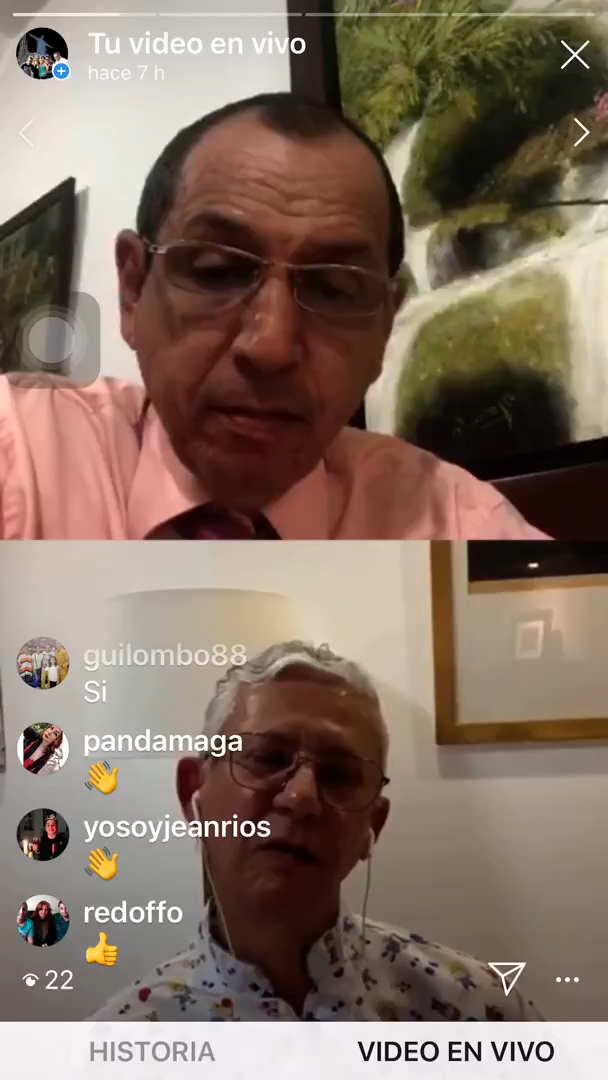 Tu video en vivo
hace 7 h
guilombo88
Si
pandamaga
👋
yosoyjeanrios
👋
redoffo
👍
22
HISTORIA
VIDEO EN VIVO